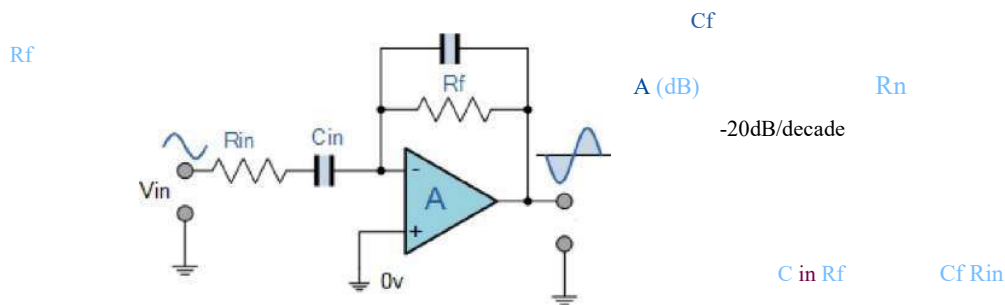 Cf
Rf
Rf
A (dB)
Rn
-20dB/decade
Rin
Cin
-
A
Vin
+
0v
C in Rf
Cf Rin